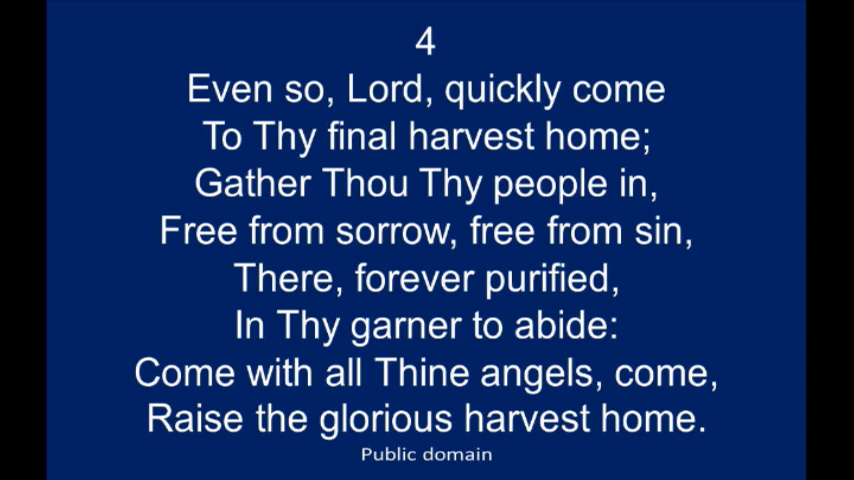 4
Even so, Lord, quickly come
To Thy final harvest home;
Gather Thou Thy people in,
Free from sorrow, free from sin,
There, forever purified,
In Thy garner to abide:
Come with all Thine angels, come,
Raise the glorious harvest home.
Public domain